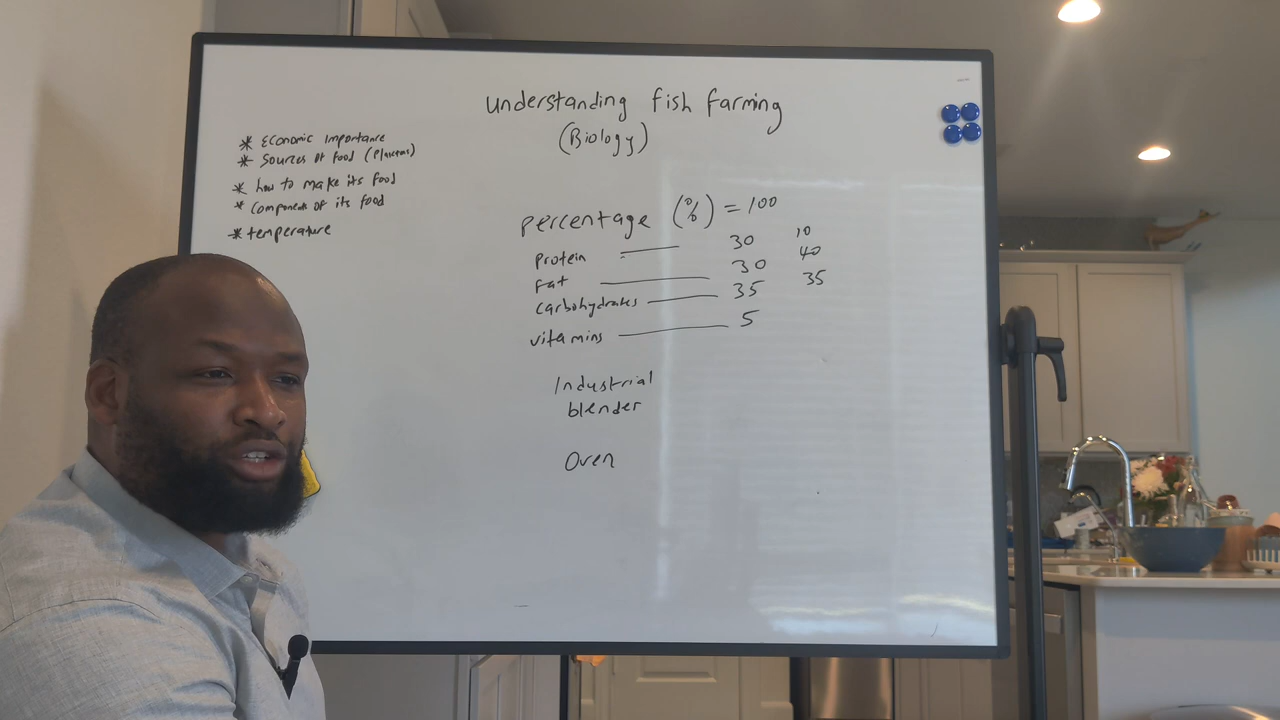 understanding fish farming
(Biology)
* Economic Importance
* Sources of food (planktons)
* how to make its food
* Component of its food
* temperature
percentage (%) = 100
Protein 30 10
fat 30 40
carbohydrates 35 35
vitamins 5
Industrial
blender
Oven